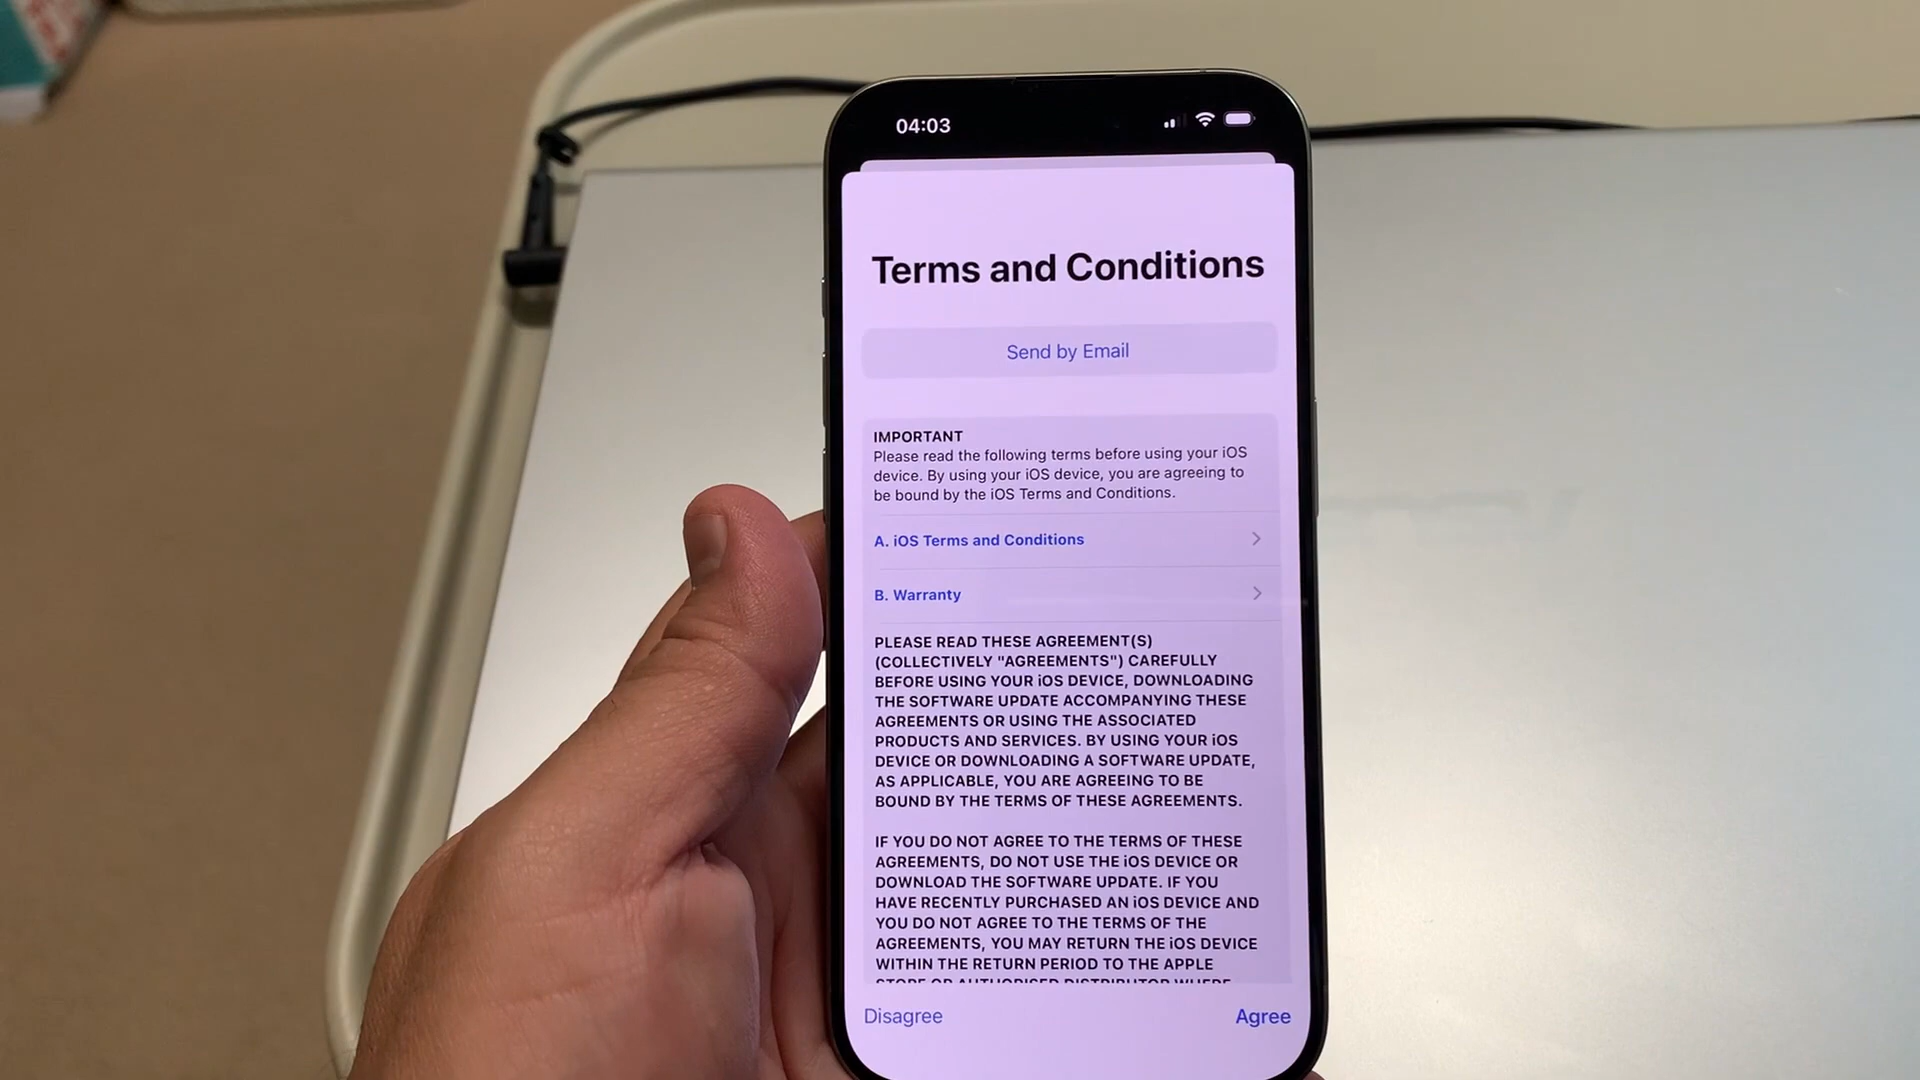 04:03
Terms and Conditions
Send by Email
IMPORTANT
Please read the following terms before using your iOS
device. By using your iOS device, you are agreeing to
be bound by the iOS Terms and Conditions.
A. iOS Terms and Conditions
B. Warranty
PLEASE READ THESE AGREEMENT(S)
(COLLECTIVELY "AGREEMENTS") CAREFULLY
BEFORE USING YOUR iOS DEVICE, DOWNLOADING
THE SOFTWARE UPDATE ACCOMPANYING THESE
AGREEMENTS OR USING THE ASSOCIATED
PRODUCTS AND SERVICES. BY USING YOUR iOS
DEVICE OR DOWNLOADING A SOFTWARE UPDATE,
AS APPLICABLE, YOU ARE AGREEING TO BE
BOUND BY THE TERMS OF THESE AGREEMENTS.
IF YOU DO NOT AGREE TO THE TERMS OF THESE
AGREEMENTS, DO NOT USE THE iOS DEVICE OR
DOWNLOAD THE SOFTWARE UPDATE. IF YOU
HAVE RECENTLY PURCHASED AN iOS DEVICE AND
YOU DO NOT AGREE TO THE TERMS OF THE
AGREEMENTS, YOU MAY RETURN THE iOS DEVICE
WITHIN THE RETURN PERIOD TO THE APPLE
STORE OR AUTHORISED DISTRIBUTOR WHERE
Disagree
Agree